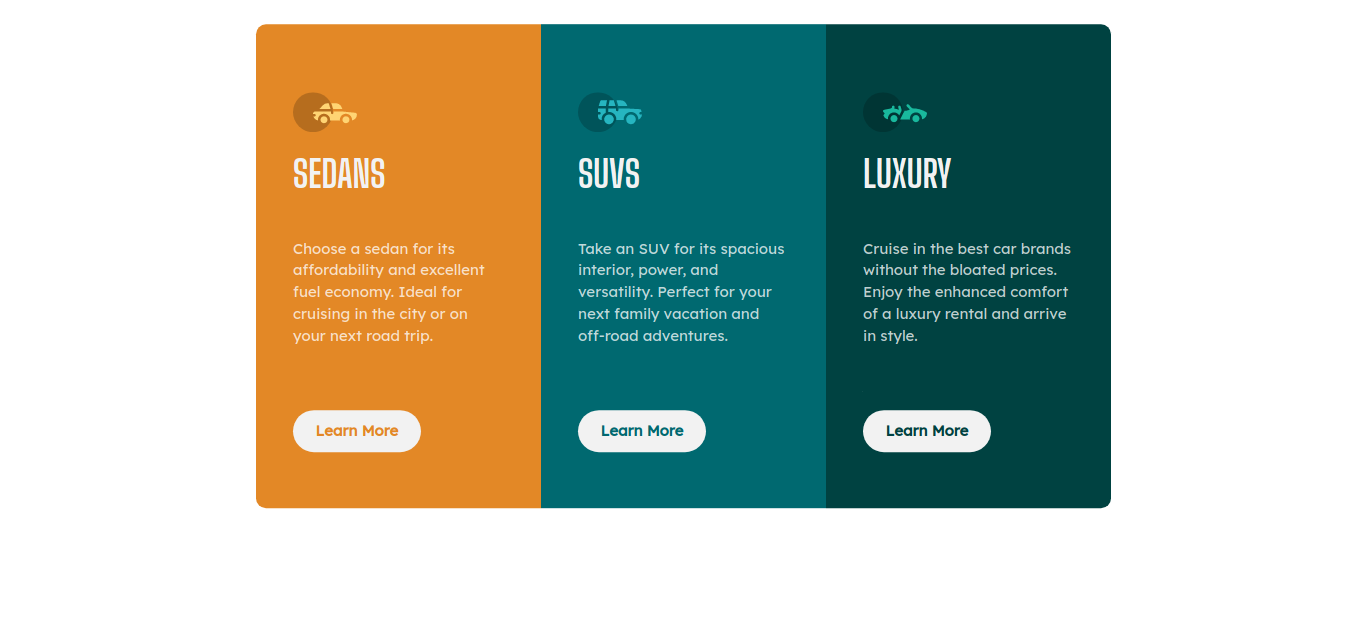 SEDANS
Choose a sedan for its
affordability and excellent
fuel economy. Ideal for
cruising in the city or on
your next road trip.
Learn More
SUVS
Take an SUV for its spacious
interior, power, and
versatility. Perfect for your
next family vacation and
off-road adventures.
Learn More
LUXURY
Cruise in the best car brands
without the bloated prices.
Enjoy the enhanced comfort
of a luxury rental and arrive
in style.
Learn More